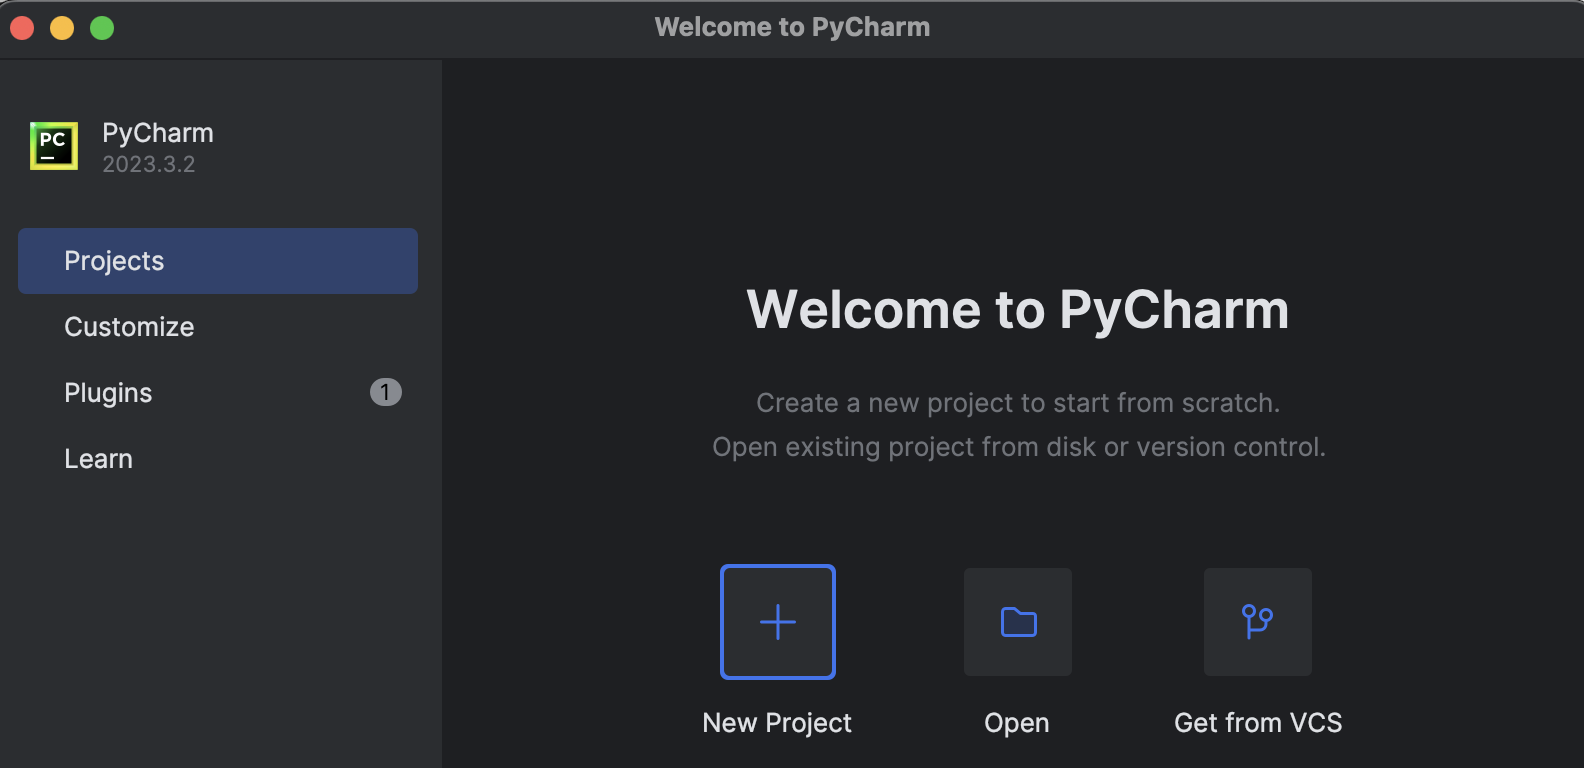 Welcome to PyCharm
PC
PyCharm
2023.3.2
Projects
Customize
Plugins
1
Learn
Welcome to PyCharm
Create a new project to start from scratch.
Open existing project from disk or version control.
New Project
Open
Get from VCS